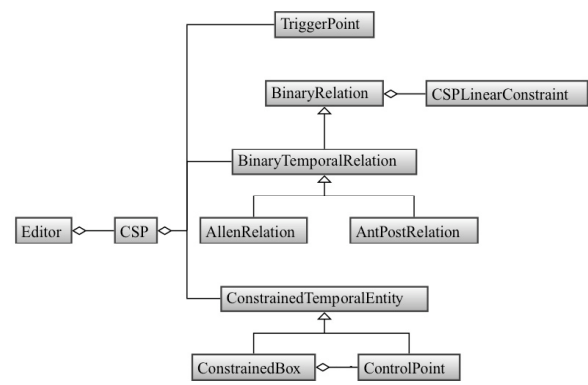 TriggerPoint
BinaryRelation
CSPLinearConstraint
BinaryTemporalRelation
AllenRelation
AntPostRelation
Editor
CSP
ConstrainedTemporalEntity
ConstrainedBox
ControlPoint